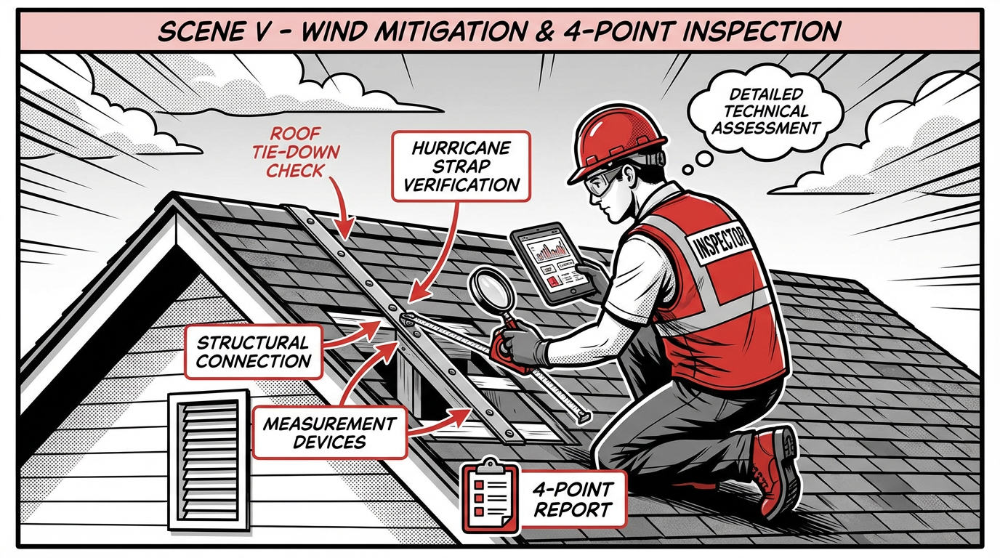 SCENE V - WIND MITIGATION & 4-POINT INSPECTION
DETAILED
TECHNICAL
ASSESSMENT
ROOF
TIE-DOWN
CHECK
HURRICANE
STRAP
VERIFICATION
INSPECTOR
STRUCTURAL
CONNECTION
MEASUREMENT
DEVICES
4-POINT
REPORT